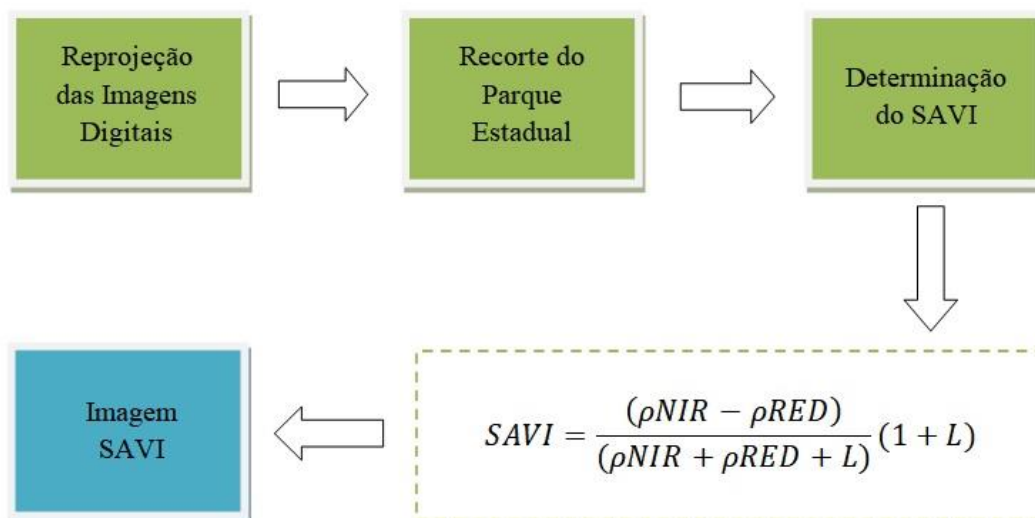 Reprojeção
das Imagens
Digitais
Recorte do
Parque
Estadual
Determinação
do SAVI
SAVI = (ρNIR − ρRED) / (ρNIR + ρRED + L) (1 + L)
Imagem
SAVI